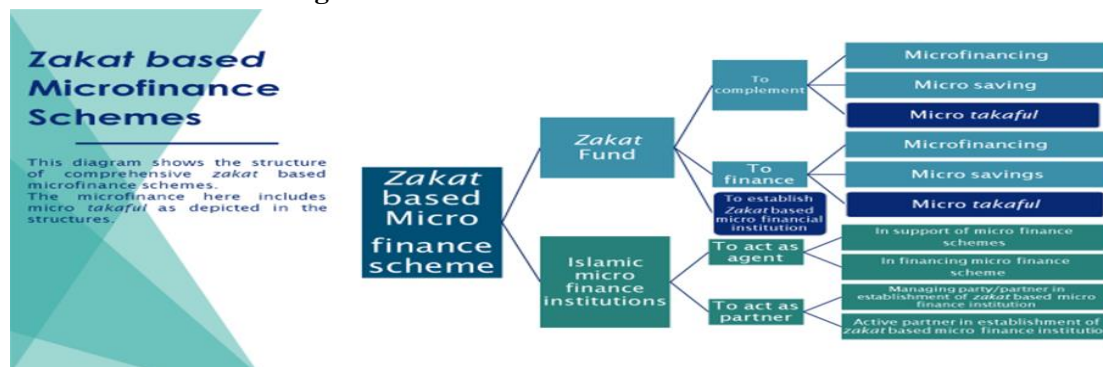 Zakat based
Microfinance
Schemes
This diagram shows the structure
of comprehensive zakat based
microfinance schemes.
The microfinance here includes
micro takaful as depicted in the
structures.
Zakat
based
Micro
finance
scheme
Zakat
Fund
Islamic
micro
finance
institutions
To
complement
To
finance
To establish
Zakat based
micro financial
institution
To act as
agent
To act as
partner
Microfinancing
Micro saving
Micro takaful
Microfinancing
Micro savings
Micro takaful
In support of micro finance
schemes
In financing micro finance
scheme
Managing party/partner in
establishment of zakat based micro
finance institution
Active partner in establishment of
zakat based micro finance institutio